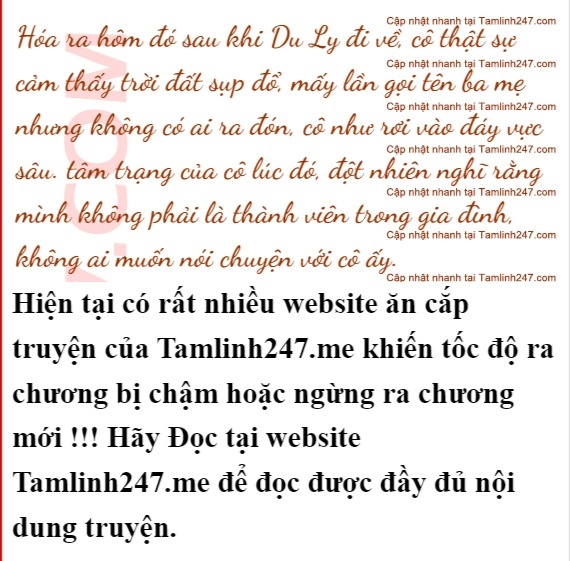 Cập nhật nhanh tại Tamlinh247.com
Hóa ra hôm đó sau khi Du Ly đi về, cô thật sự
Cập nhật nhanh tại Tamlinh247.com
cảm thấy trời đất sụp đổ, mấy lần gọi tên ba mẹ
Cập nhật nhanh tại Tamlinh247.com
nhưng không có ai ra đón, cô như rơi vào đáy vực
Cập nhật nhanh tại Tamlinh247.com
sâu. tâm trạng của cô lúc đó, đột nhiên nghĩ rằng
Cập nhật nhanh tại Tamlinh247.com
mình không phải là thành viên trong gia đình,
Cập nhật nhanh tại Tamlinh247.com
không ai muốn nói chuyện với cô ấy.
Cập nhật nhanh tại Tamlinh247.com
.COM
Hiện tại có rất nhiều website ăn cắp
truyện của Tamlinh247.me khiến tốc độ ra
chương bị chậm hoặc ngừng ra chương
mới !!! Hãy Đọc tại website
Tamlinh247.me để đọc được đầy đủ nội
dung truyện.